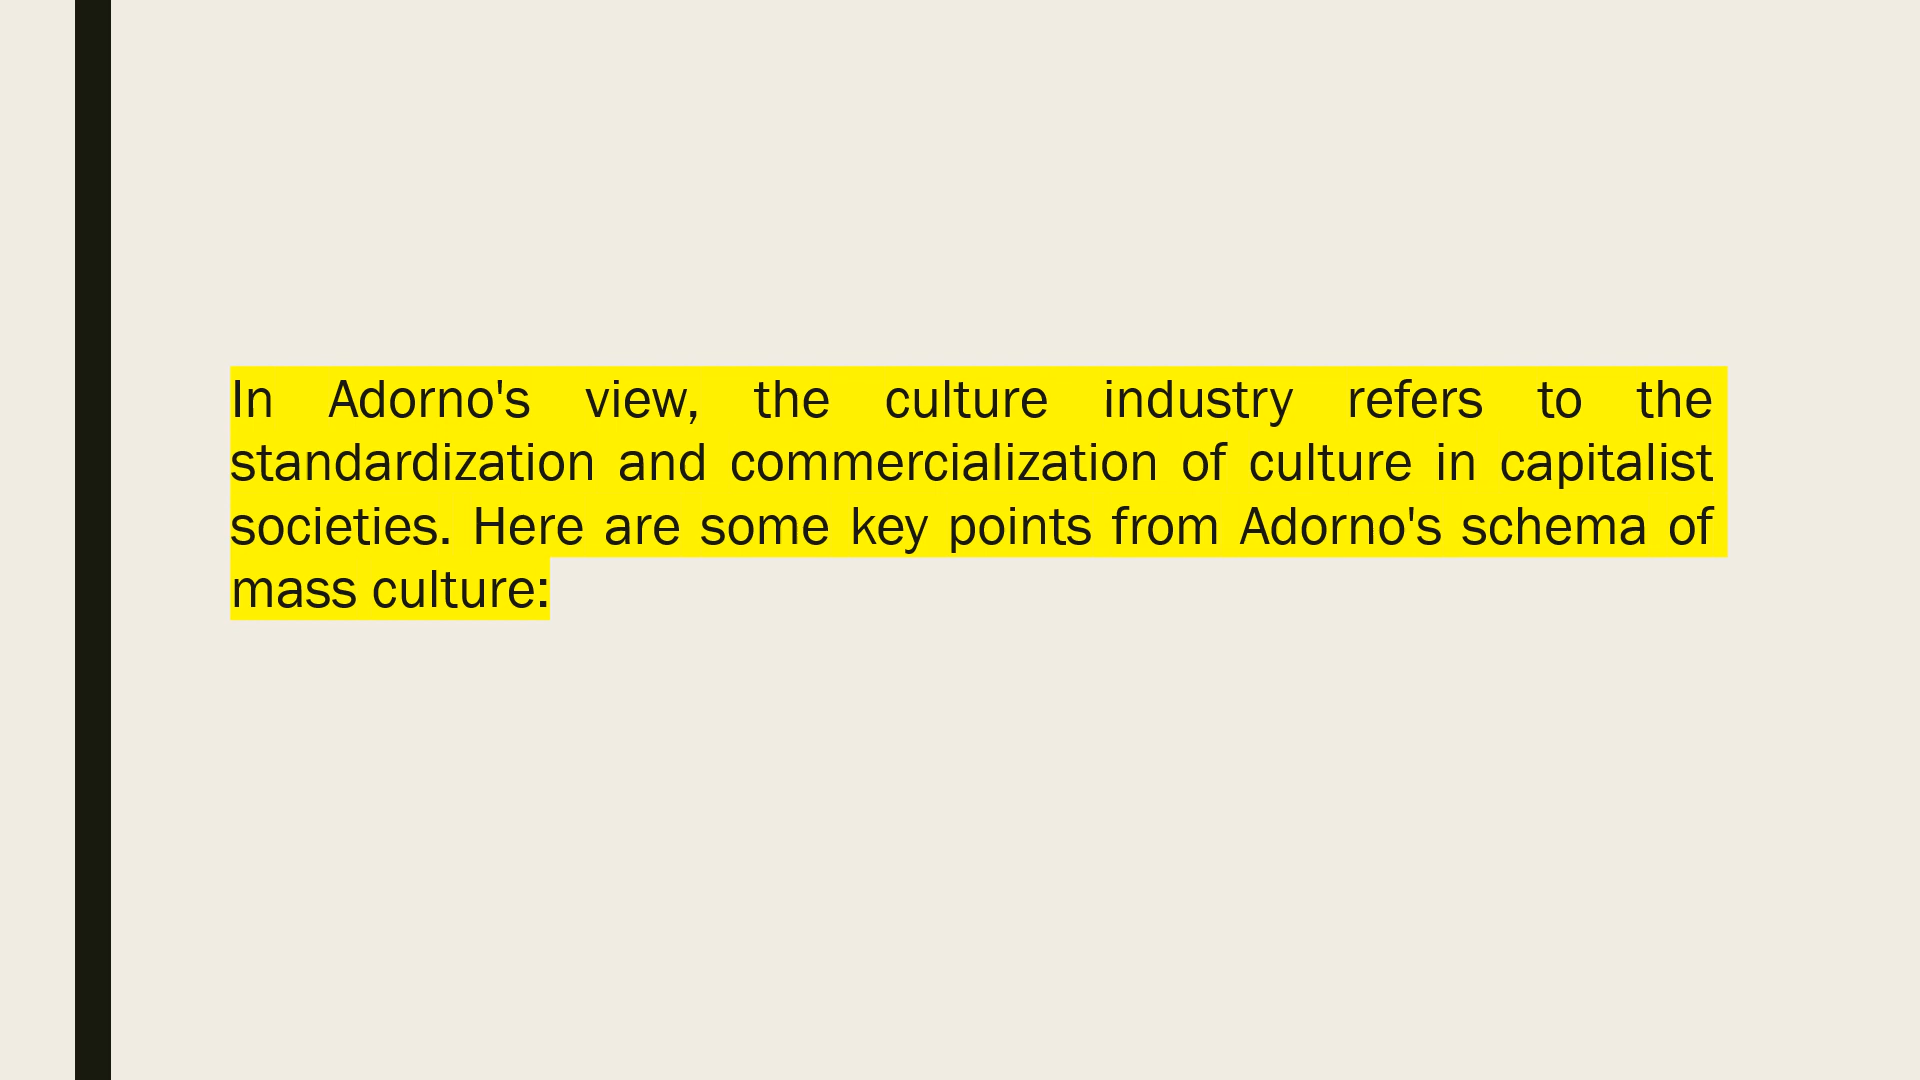 In Adorno's view, the culture industry refers to the
standardization and commercialization of culture in capitalist
societies. Here are some key points from Adorno's schema of
mass culture: